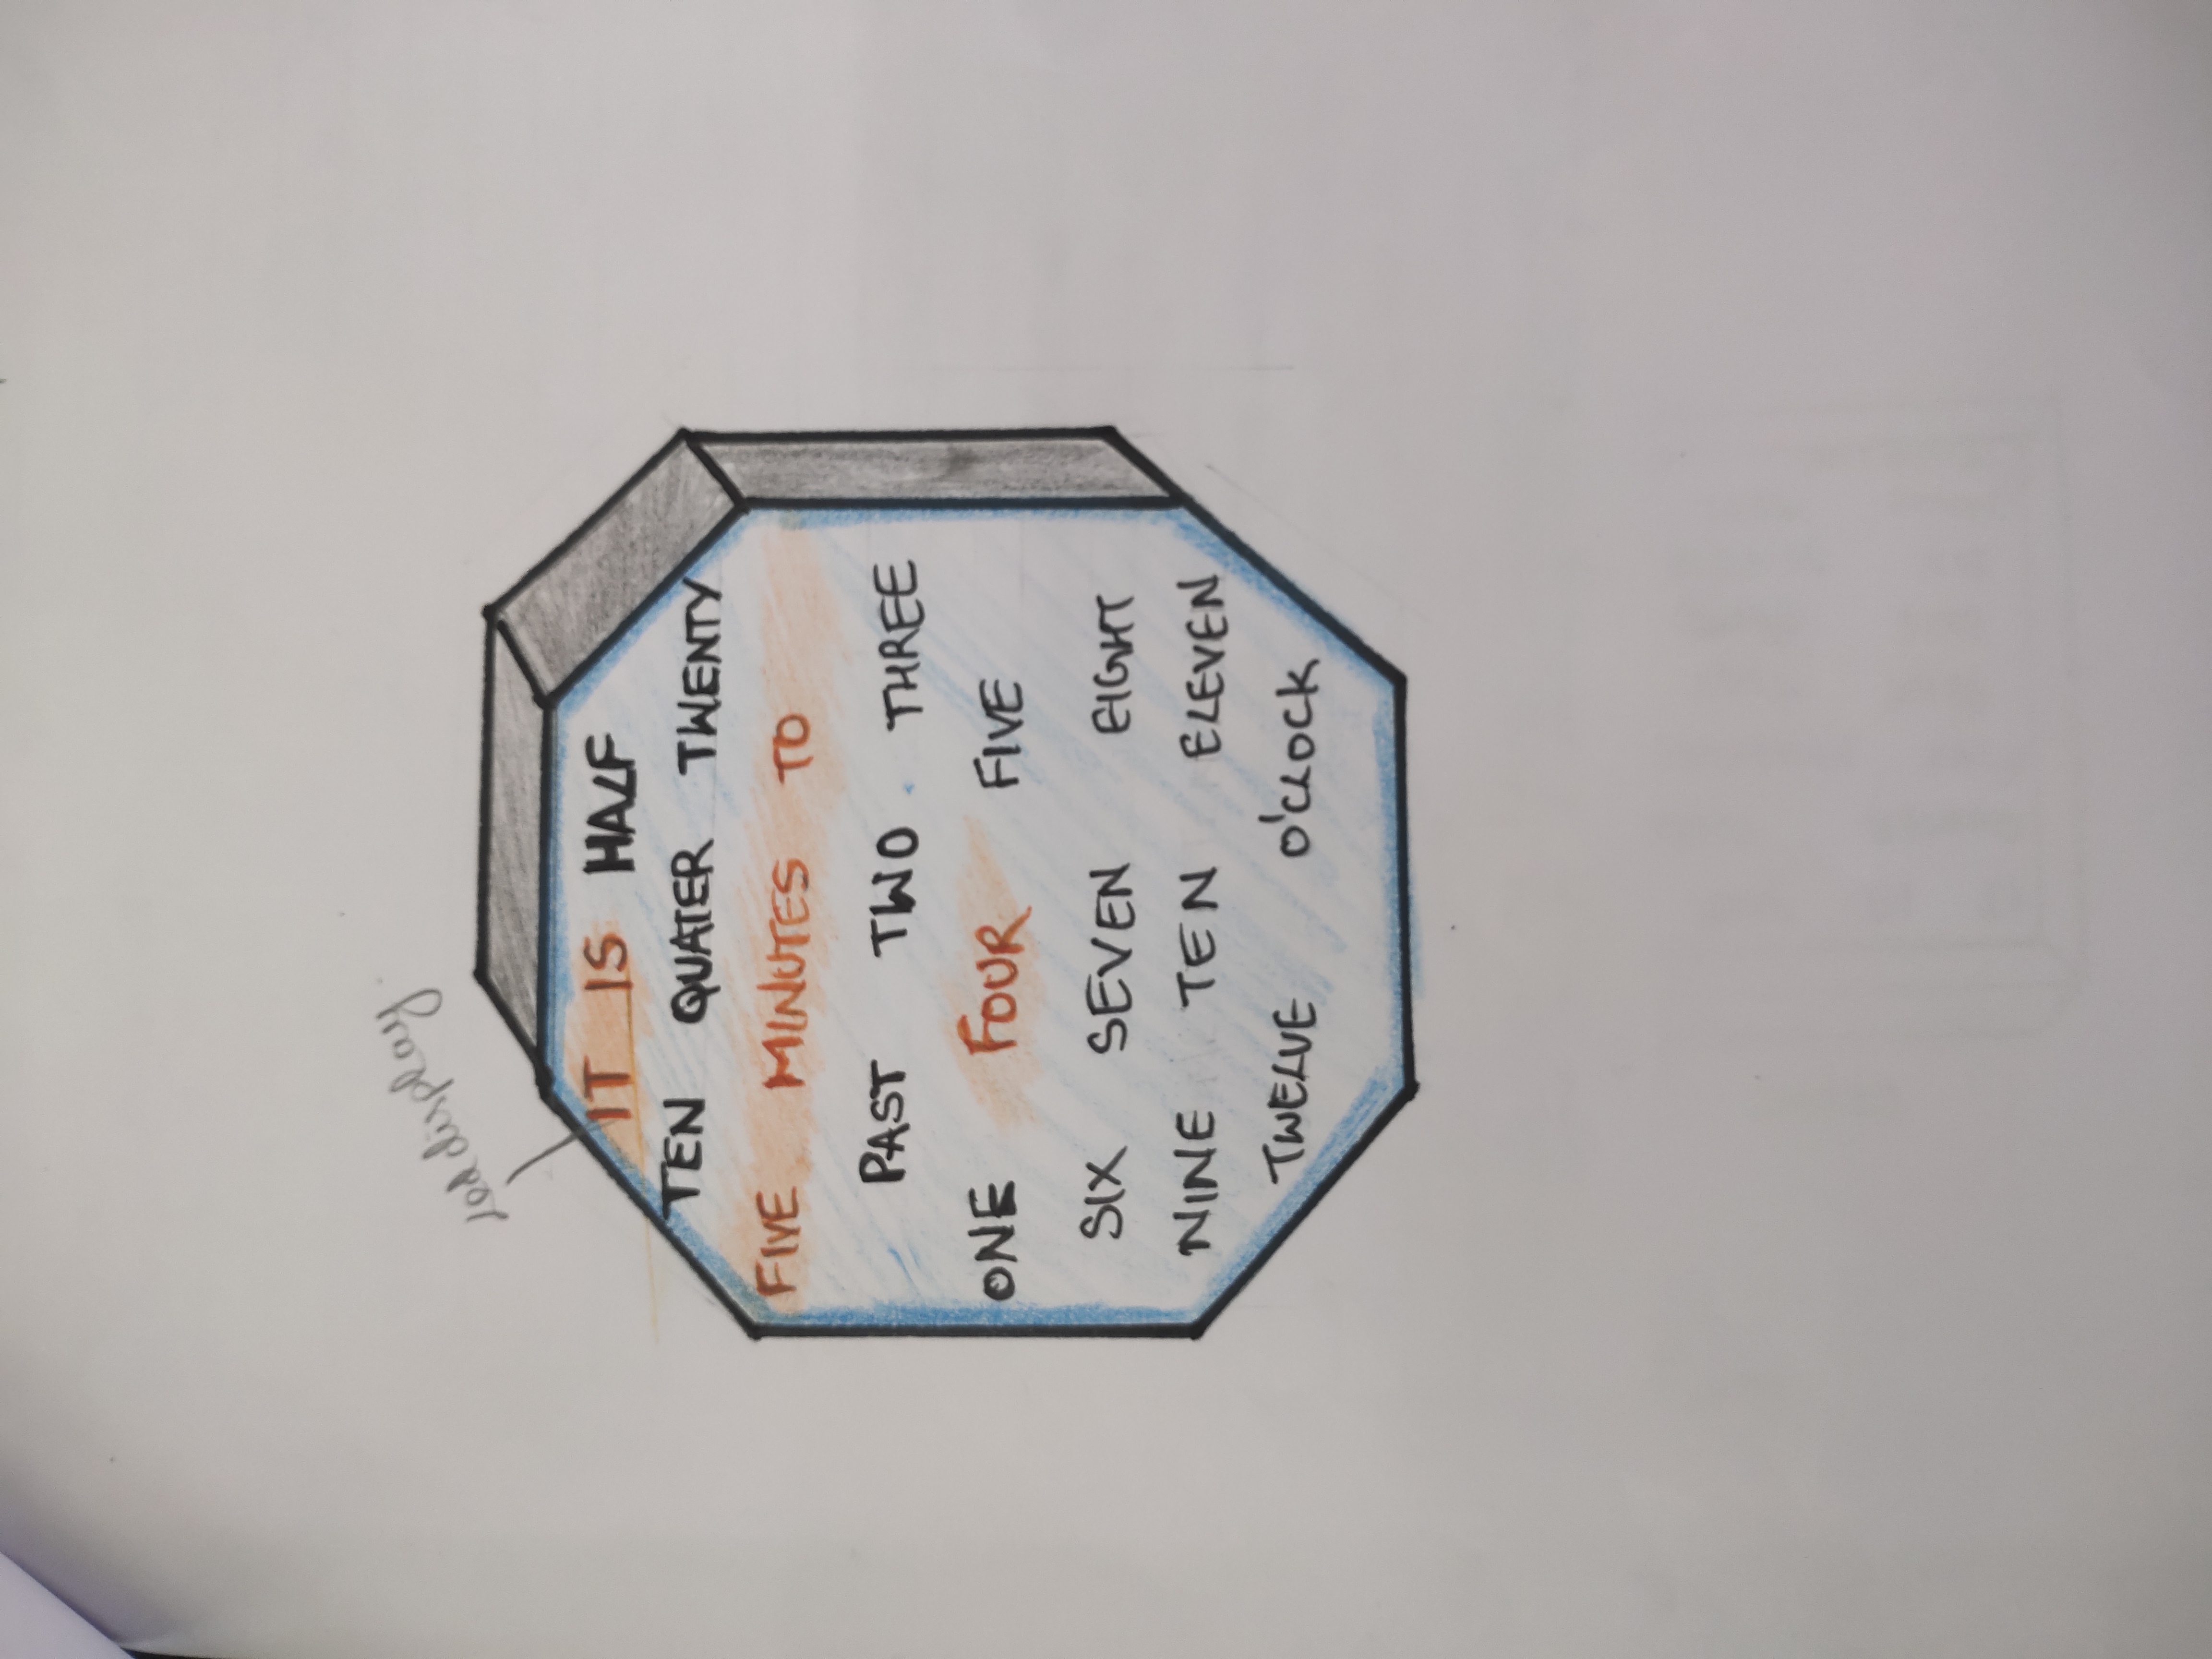 Led display.
IT IS HALF
TEN QUATER TWENTY
FIVE MINUTES TO
PAST TWO THREE
ONE FOUR FIVE
SIX SEVEN EIGHT
NINE TEN ELEVEN
TWELVE O'CLOCK